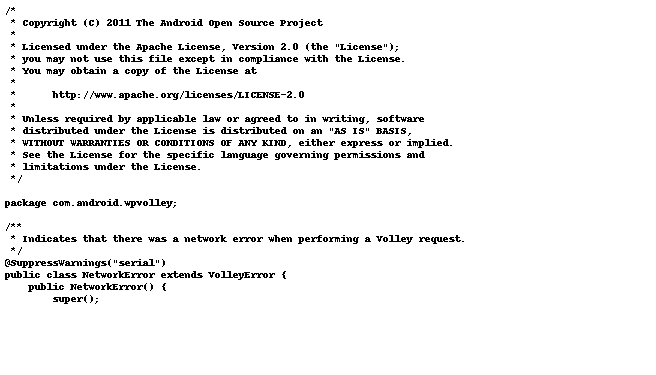 /*
 * Copyright (C) 2011 The Android Open Source Project
 *
 * Licensed under the Apache License, Version 2.0 (the "License");
 * you may not use this file except in compliance with the License.
 * You may obtain a copy of the License at
 *
 *      http://www.apache.org/licenses/LICENSE-2.0
 *
 * Unless required by applicable law or agreed to in writing, software
 * distributed under the License is distributed on an "AS IS" BASIS,
 * WITHOUT WARRANTIES OR CONDITIONS OF ANY KIND, either express or implied.
 * See the License for the specific language governing permissions and
 * limitations under the License.
 */

package com.android.wpvolley;

/**
 * Indicates that there was a network error when performing a Volley request.
 */
@SuppressWarnings("serial")
public class NetworkError extends VolleyError {
    public NetworkError() {
        super();